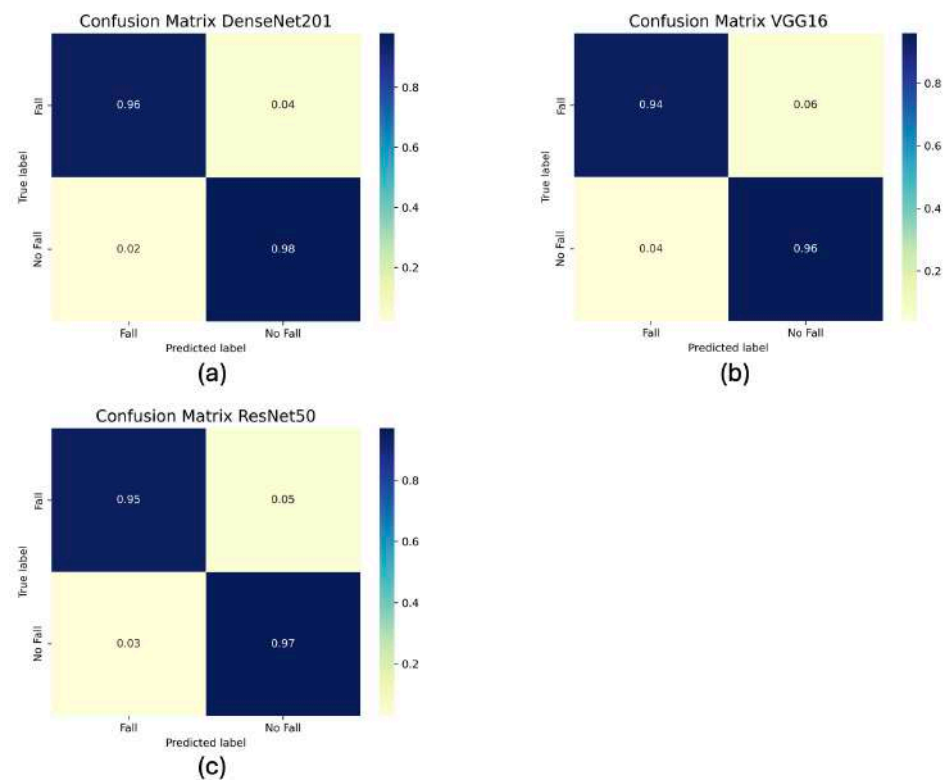 Confusion Matrix DenseNet201
Fall
No Fall
True label
0.96
0.04
0.02
0.98
0.8
0.6
0.4
0.2
Fall
No Fall
Predicted label
(a)
Confusion Matrix VGG16
Fall
No Fall
True label
0.94
0.06
0.04
0.96
0.8
0.6
0.4
0.2
Fall
No Fall
Predicted label
(b)
Confusion Matrix ResNet50
Fall
No Fall
True label
0.95
0.05
0.03
0.97
0.8
0.6
0.4
0.2
Fall
No Fall
Predicted label
(c)